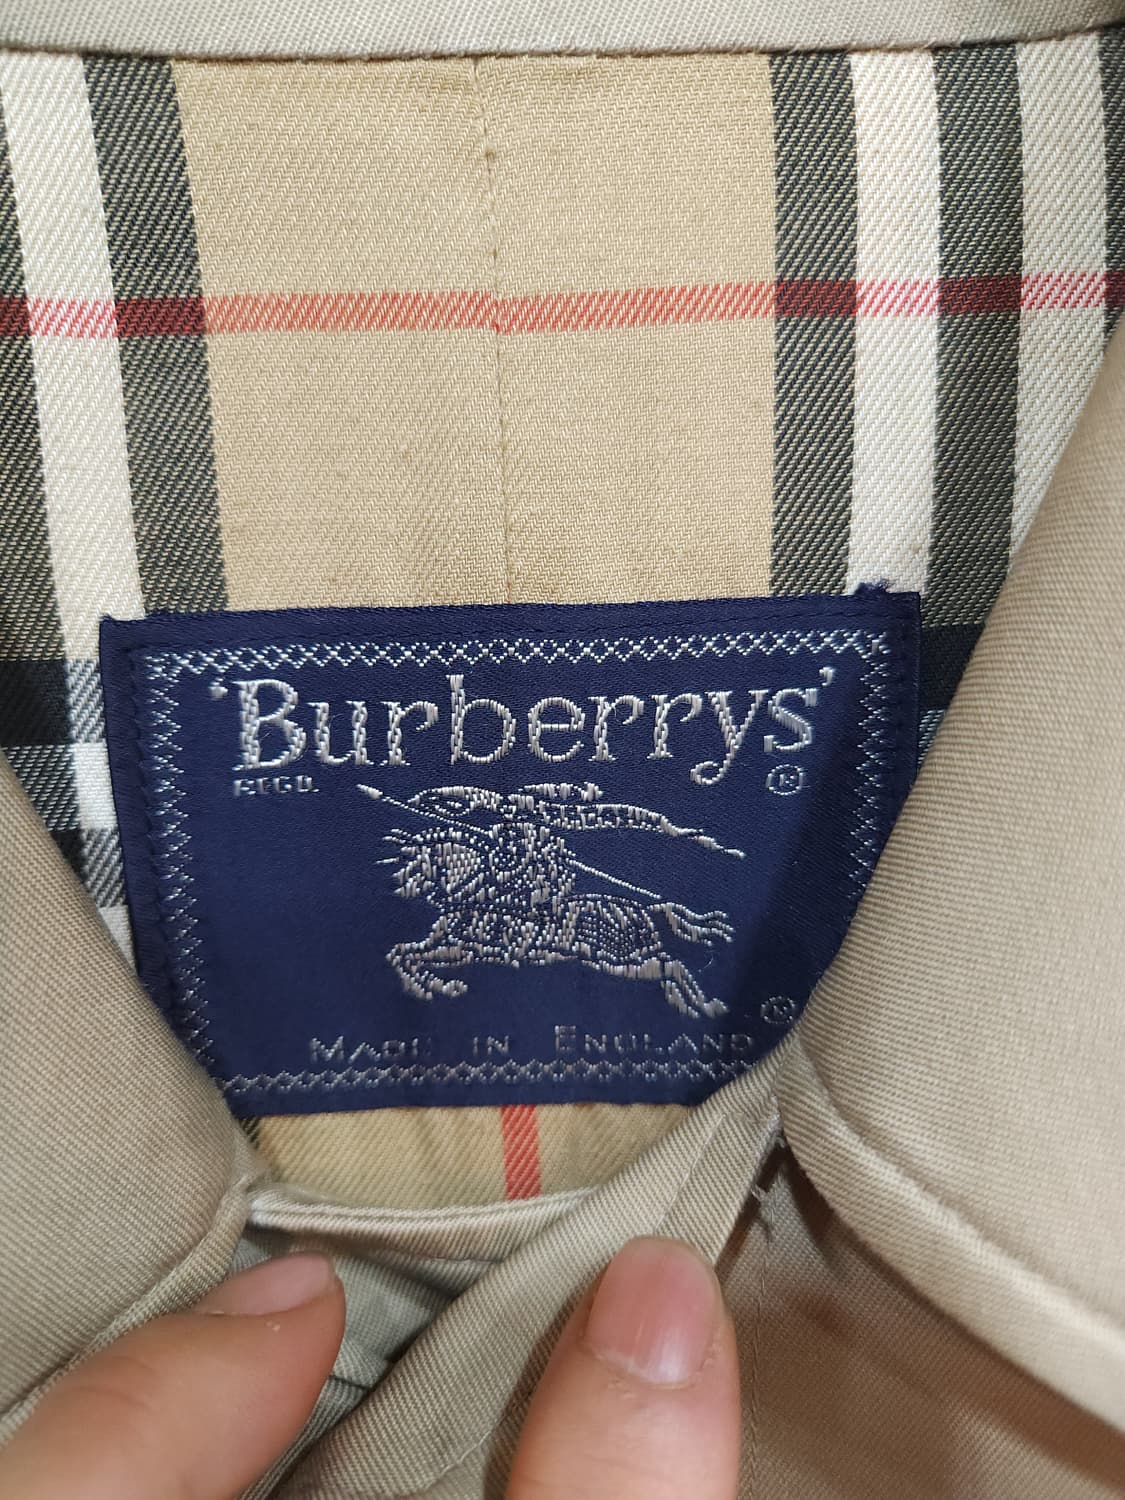 'Burberrys'
REGD. ®
®
MADE IN ENGLAND